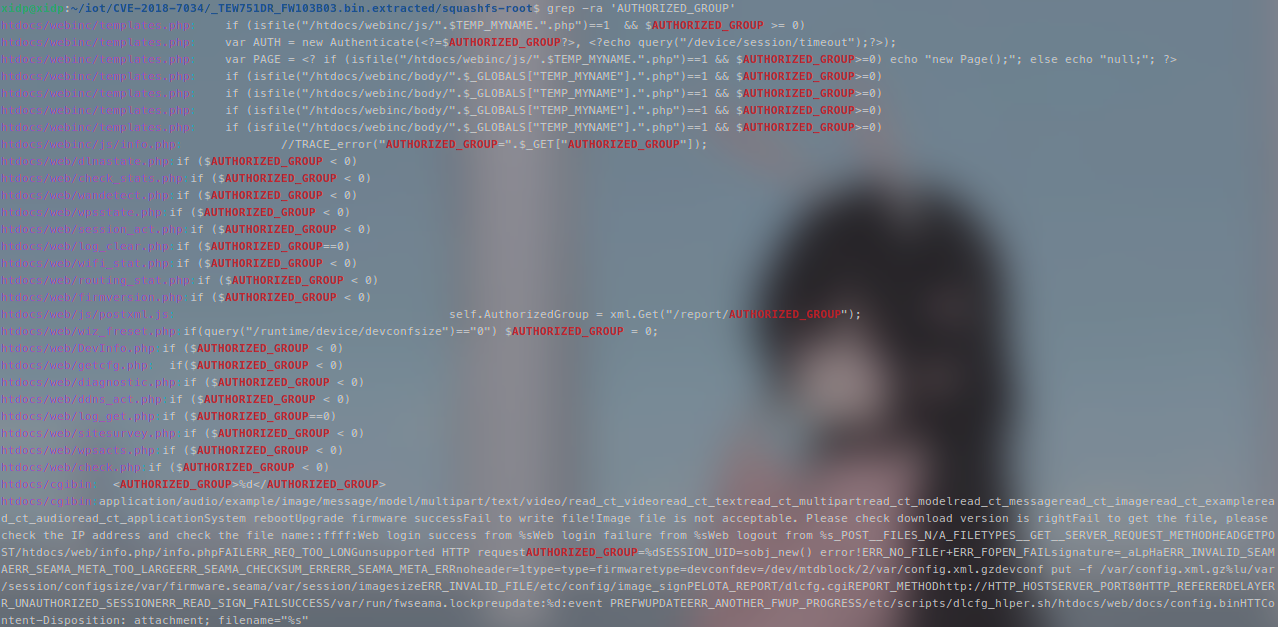 :~/iot/CVE-2018-7034/_TEW751DR_FW103B03.bin.extracted/squashfs-root$ grep -ra 'AUTHORIZED_GROUP'
htdocs/webinc/templates.php if (isfile("/htdocs/webinc/js/".$TEMP_MYNAME.".php")==1 && $AUTHORIZED_GROUP >= 0)
htdocs/webinc/templates.php var AUTH = new Authenticate(<?=$AUTHORIZED_GROUP?>, <?echo query("/device/session/timeout");?>);
htdocs/webinc/templates.php var PAGE = <? if (isfile("/htdocs/webinc/js/".$TEMP_MYNAME.".php")==1 && $AUTHORIZED_GROUP>=0) echo "new Page();"; else echo "null;"; ?>
htdocs/webinc/templates.php if (isfile("/htdocs/webinc/body/".$_GLOBALS["TEMP_MYNAME"].".php")==1 && $AUTHORIZED_GROUP>=0)
htdocs/webinc/templates.php if (isfile("/htdocs/webinc/body/".$_GLOBALS["TEMP_MYNAME"].".php")==1 && $AUTHORIZED_GROUP>=0)
htdocs/webinc/templates.php if (isfile("/htdocs/webinc/body/".$_GLOBALS["TEMP_MYNAME"].".php")==1 && $AUTHORIZED_GROUP>=0)
htdocs/webinc/templates.php if (isfile("/htdocs/webinc/body/".$_GLOBALS["TEMP_MYNAME"].".php")==1 && $AUTHORIZED_GROUP>=0)
htdocs/webinc/js/info.php //TRACE_error("AUTHORIZED_GROUP=".$_GET["AUTHORIZED_GROUP"]);
htdocs/web/dlnastate.php if ($AUTHORIZED_GROUP < 0)
htdocs/web/check_stats.php if ($AUTHORIZED_GROUP < 0)
htdocs/web/wandetect.php if ($AUTHORIZED_GROUP < 0)
htdocs/web/wpsstate.php if ($AUTHORIZED_GROUP < 0)
htdocs/web/session_act.php if ($AUTHORIZED_GROUP < 0)
htdocs/web/log_clear.php if ($AUTHORIZED_GROUP==0)
htdocs/web/wifi_stat.php if ($AUTHORIZED_GROUP < 0)
htdocs/web/routing_stat.php if ($AUTHORIZED_GROUP < 0)
htdocs/web/firmversion.php if ($AUTHORIZED_GROUP < 0)
htdocs/web/js/postxml.js self.AuthorizedGroup = xml.Get("/report/AUTHORIZED_GROUP");
htdocs/web/wiz_freset.php if(query("/runtime/device/devconfsize")=="0") $AUTHORIZED_GROUP = 0;
htdocs/web/DevInfo.php if ($AUTHORIZED_GROUP < 0)
htdocs/web/getcfg.php if($AUTHORIZED_GROUP < 0)
htdocs/web/diagnostic.php if ($AUTHORIZED_GROUP < 0)
htdocs/web/ddns_act.php if ($AUTHORIZED_GROUP < 0)
htdocs/web/log_get.php if ($AUTHORIZED_GROUP==0)
htdocs/web/sitesurvey.php if ($AUTHORIZED_GROUP < 0)
htdocs/web/wpsacts.php if ($AUTHORIZED_GROUP < 0)
htdocs/web/check.php if ($AUTHORIZED_GROUP < 0)
htdocs/cgibin <AUTHORIZED_GROUP>%d</AUTHORIZED_GROUP>
htdocs/cgibin application/audio/example/image/message/model/multipart/text/video/read_ct_videoread_ct_textread_ct_multipartread_ct_modelread_ct_messageread_ct_imageread_ct_examplerea
d_ct_audioread_ct_applicationSystem rebootUpgrade firmware successFail to write file!Image file is not acceptable. Please check download version is rightFail to get the file, please
check the IP address and check the file name::ffff:Web login success from %sWeb login failure from %sWeb logout from %s_POST__FILES_N/A_FILETYPES__GET__SERVER_REQUEST_METHODHEADGETPO
ST/htdocs/web/info.php/info.phpFAILERR_REQ_TOO_LONGunsupported HTTP requestAUTHORIZED_GROUP=%dSESSION_UID=sobj_new() error!ERR_NO_FILEr+ERR_FOPEN_FAILsignature=_aLpHaERR_INVALID_SEAM
AERR_SEAMA_META_TOO_LARGEERR_SEAMA_CHECKSUM_ERRERR_SEAMA_META_ERRnoheader=1type=type=firmwaretype=devconfdev=/dev/mtdblock/2/var/config.xml.gzdevconf put -f /var/config.xml.gz%lu/var
/session/configsize/var/firmware.seama/var/session/imagesizeERR_INVALID_FILE/etc/config/image_signPELOTA_REPORT/dlcfg.cgiREPORT_METHODhttp://HTTP_HOSTSERVER_PORT80HTTP_REFERERDELAYER
R_UNAUTHORIZED_SESSIONERR_READ_SIGN_FAILSUCCESS/var/run/fwseama.lockpreupdate:%d:event PREFWUPDATEERR_ANOTHER_FWUP_PROGRESS/etc/scripts/dlcfg_hlper.sh/htdocs/web/docs/config.binHTTCo
ntent-Disposition: attachment; filename="%s"